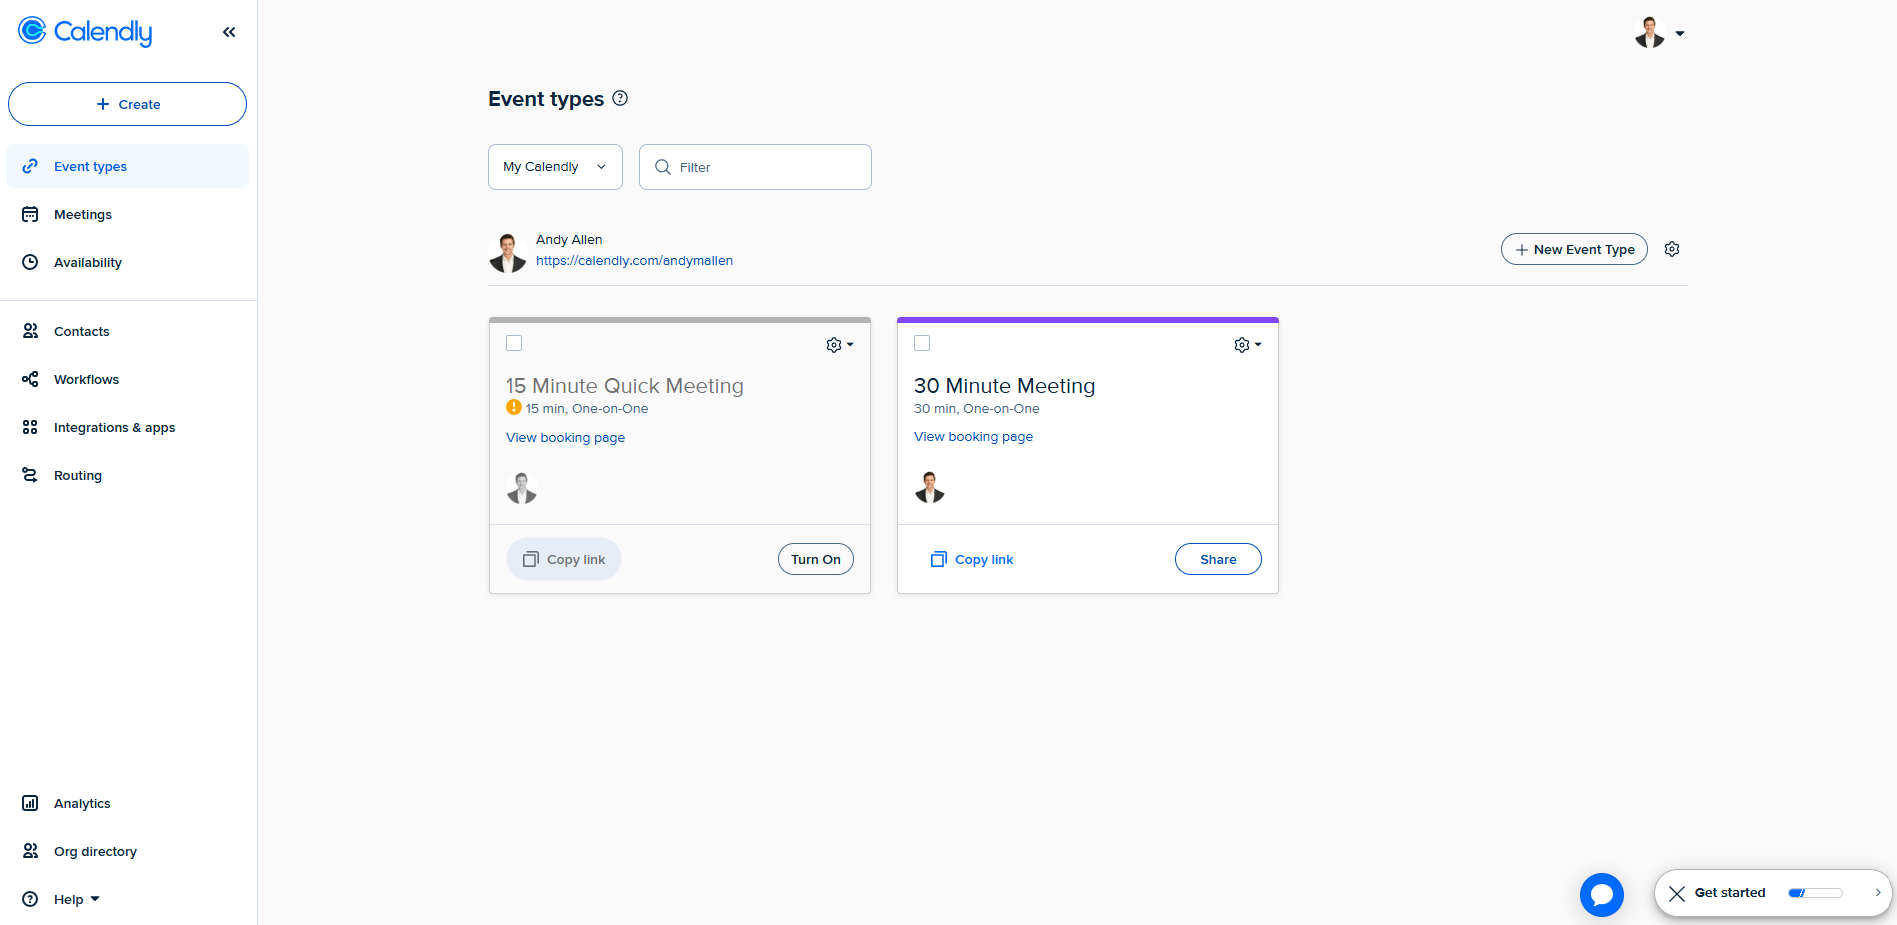 Calendly
Create
Event types
Meetings
Availability
Contacts
Workflows
Integrations & apps
Routing
Analytics
Org directory
Help
Event types
My Calendly
Filter
Andy Allen
https://calendly.com/andymallen
New Event Type
15 Minute Quick Meeting
15 min, One-on-One
View booking page
Copy link
Turn On
30 Minute Meeting
30 min, One-on-One
View booking page
Copy link
Share
Get started